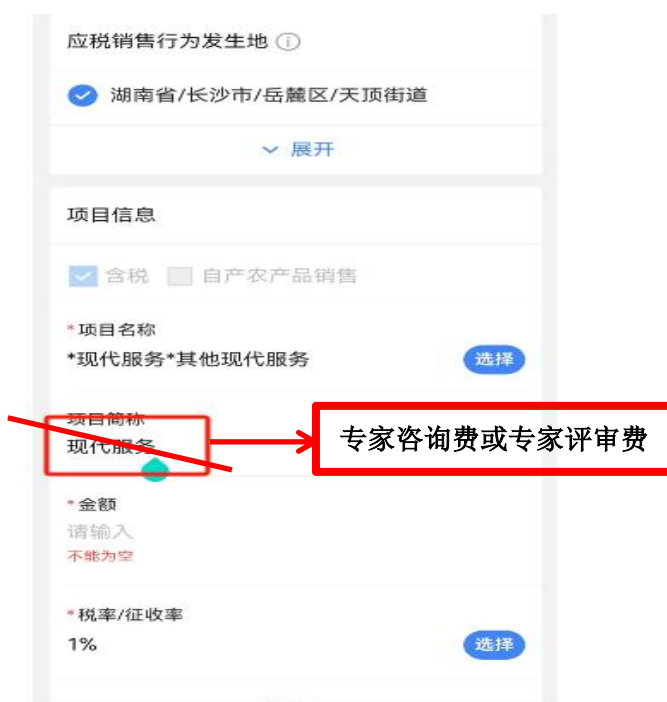 应税销售行为发生地
湖南省/长沙市/岳麓区/天顶街道
展开
项目信息
含税 自产农产品销售
*项目名称
*现代服务*其他现代服务 选择
项目简称
现代服务
专家咨询费或专家评审费
*金额
请输入
不能为空
*税率/征收率
1% 选择